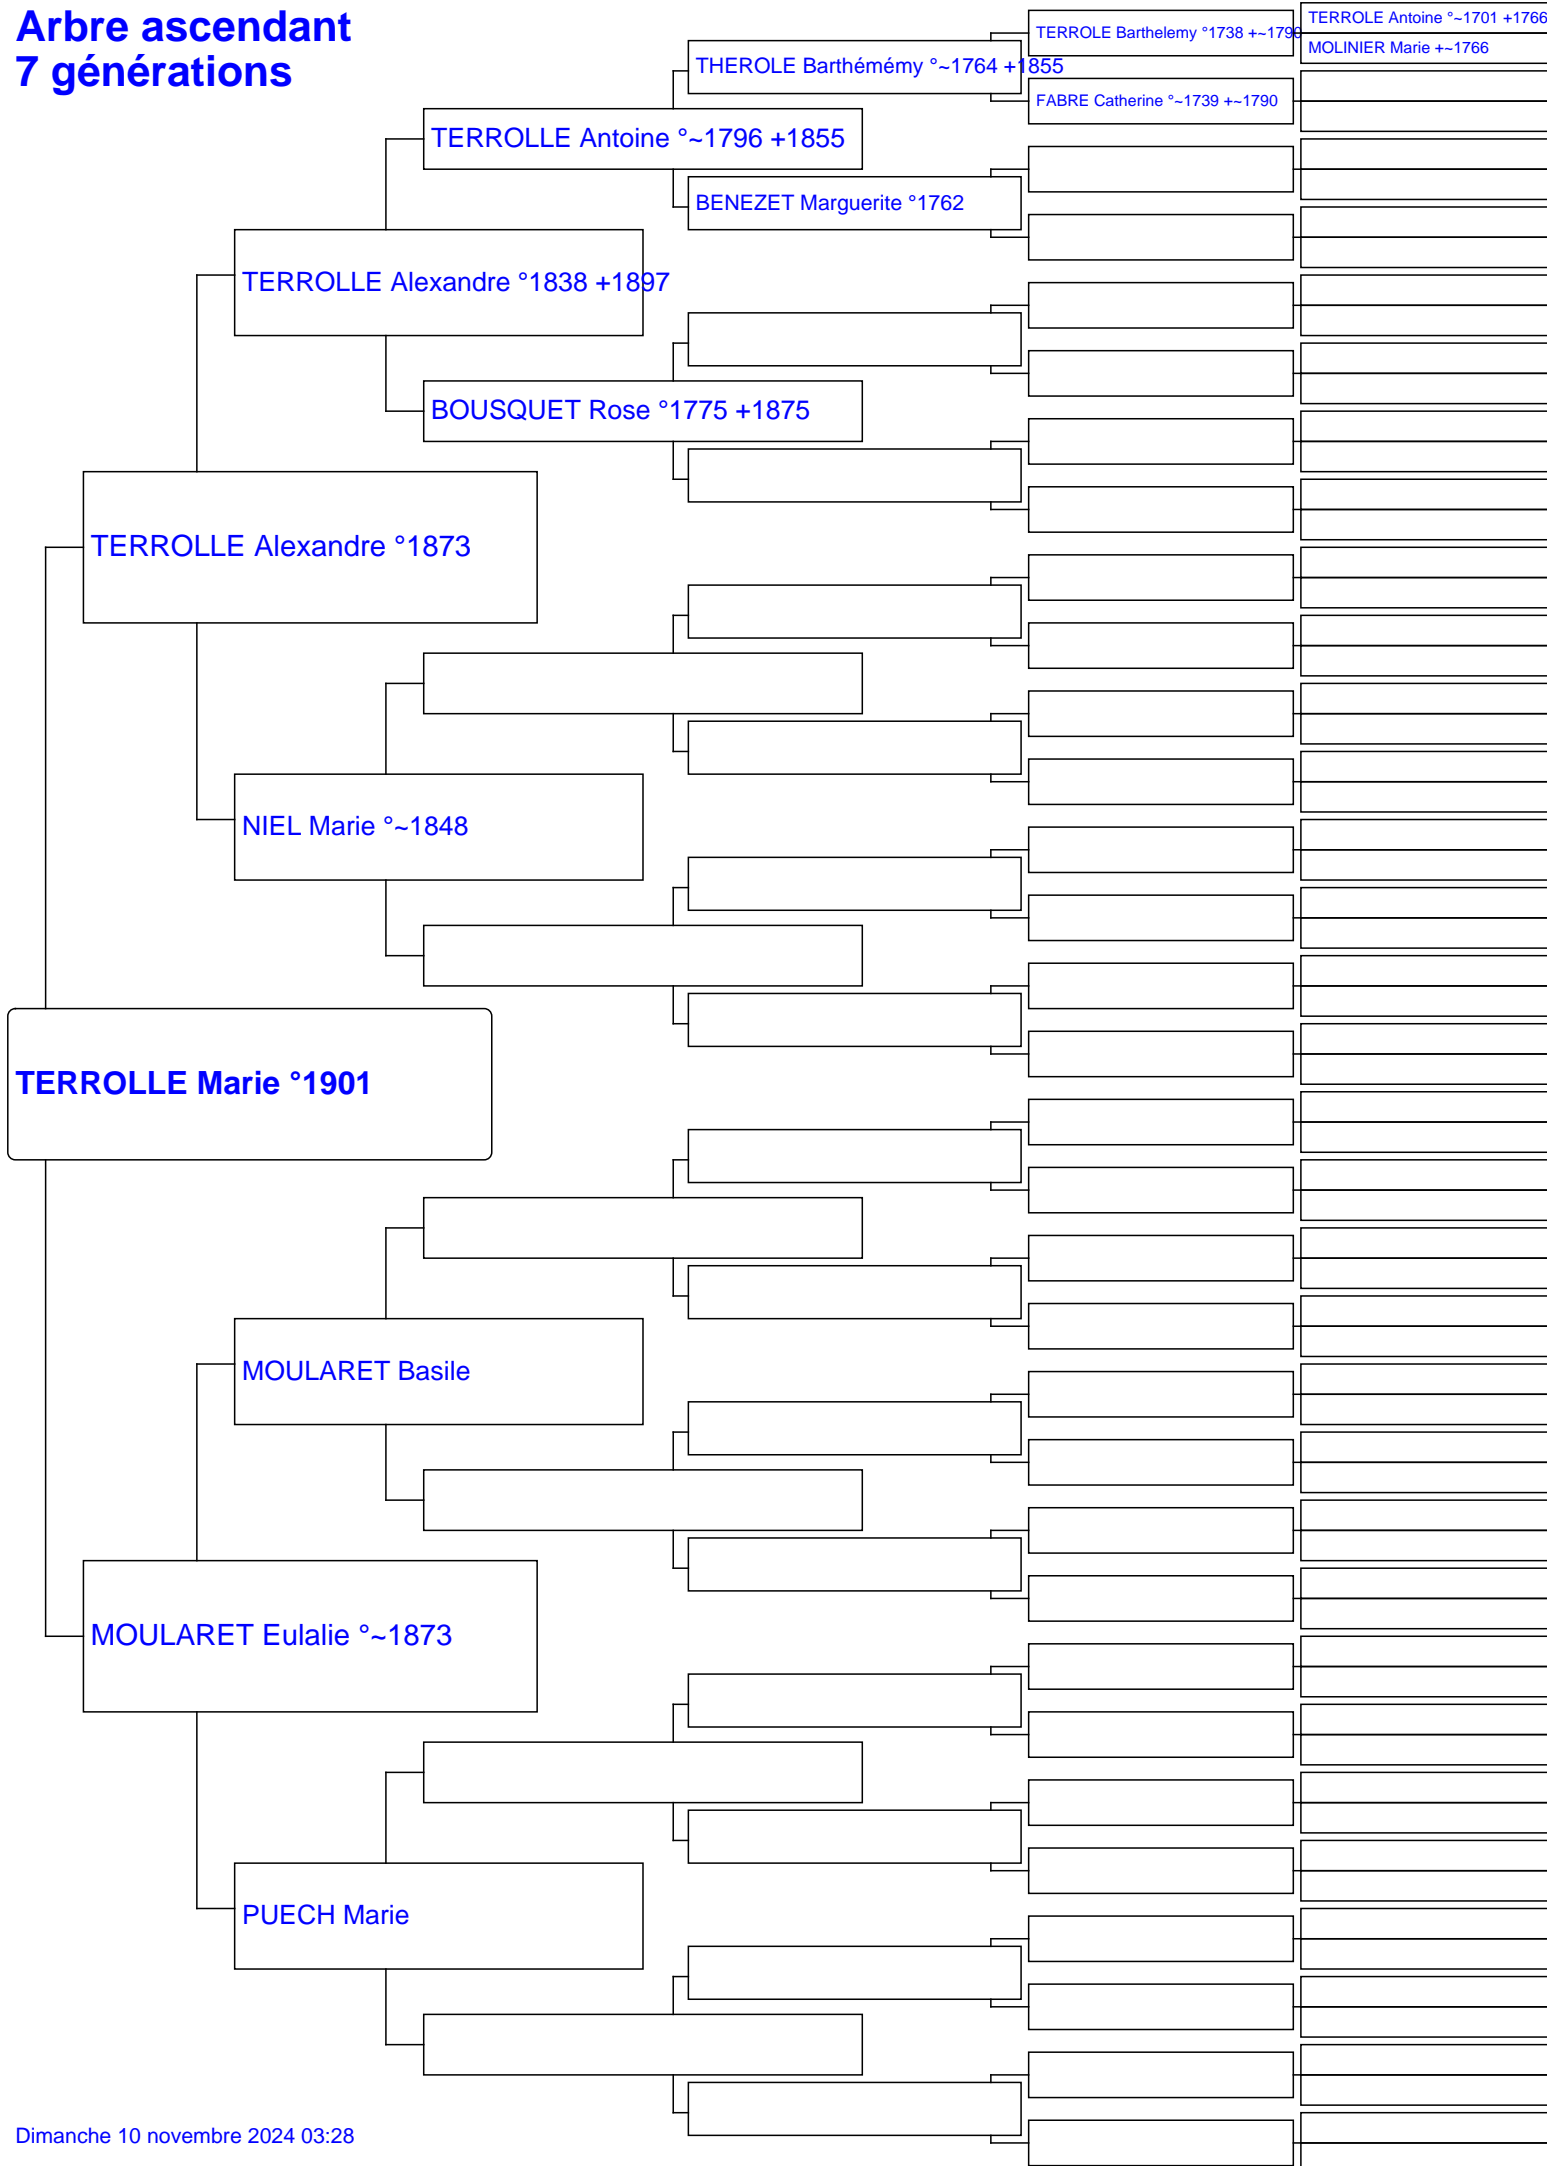 Arbre ascendant
7 générations
TERROLE Antoine °~1701 +1766
TERROLE Barthelemy °1738 +~1790
MOLINIER Marie +~1766
THEROLE Barthémémy °~1764 +1855
FABRE Catherine °~1739 +~1790
TERROLLE Antoine °~1796 +1855
BENEZET Marguerite °1762
TERROLLE Alexandre °1838 +1897
BOUSQUET Rose °1775 +1875
TERROLLE Alexandre °1873
NIEL Marie °~1848
TERROLLE Marie °1901
MOULARET Basile
MOULARET Eulalie °~1873
PUECH Marie
Dimanche 10 novembre 2024 03:28